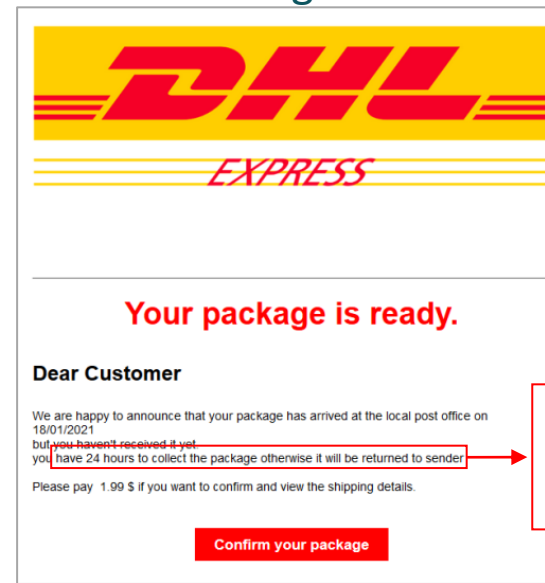 DHL
EXPRESS
Your package is ready.
Dear Customer
We are happy to announce that your package has arrived at the local post office on
18/01/2021
but you haven't received it yet.
you have 24 hours to collect the package otherwise it will be returned to sender
Please pay 1.99 $ if you want to confirm and view the shipping details.
Confirm your package